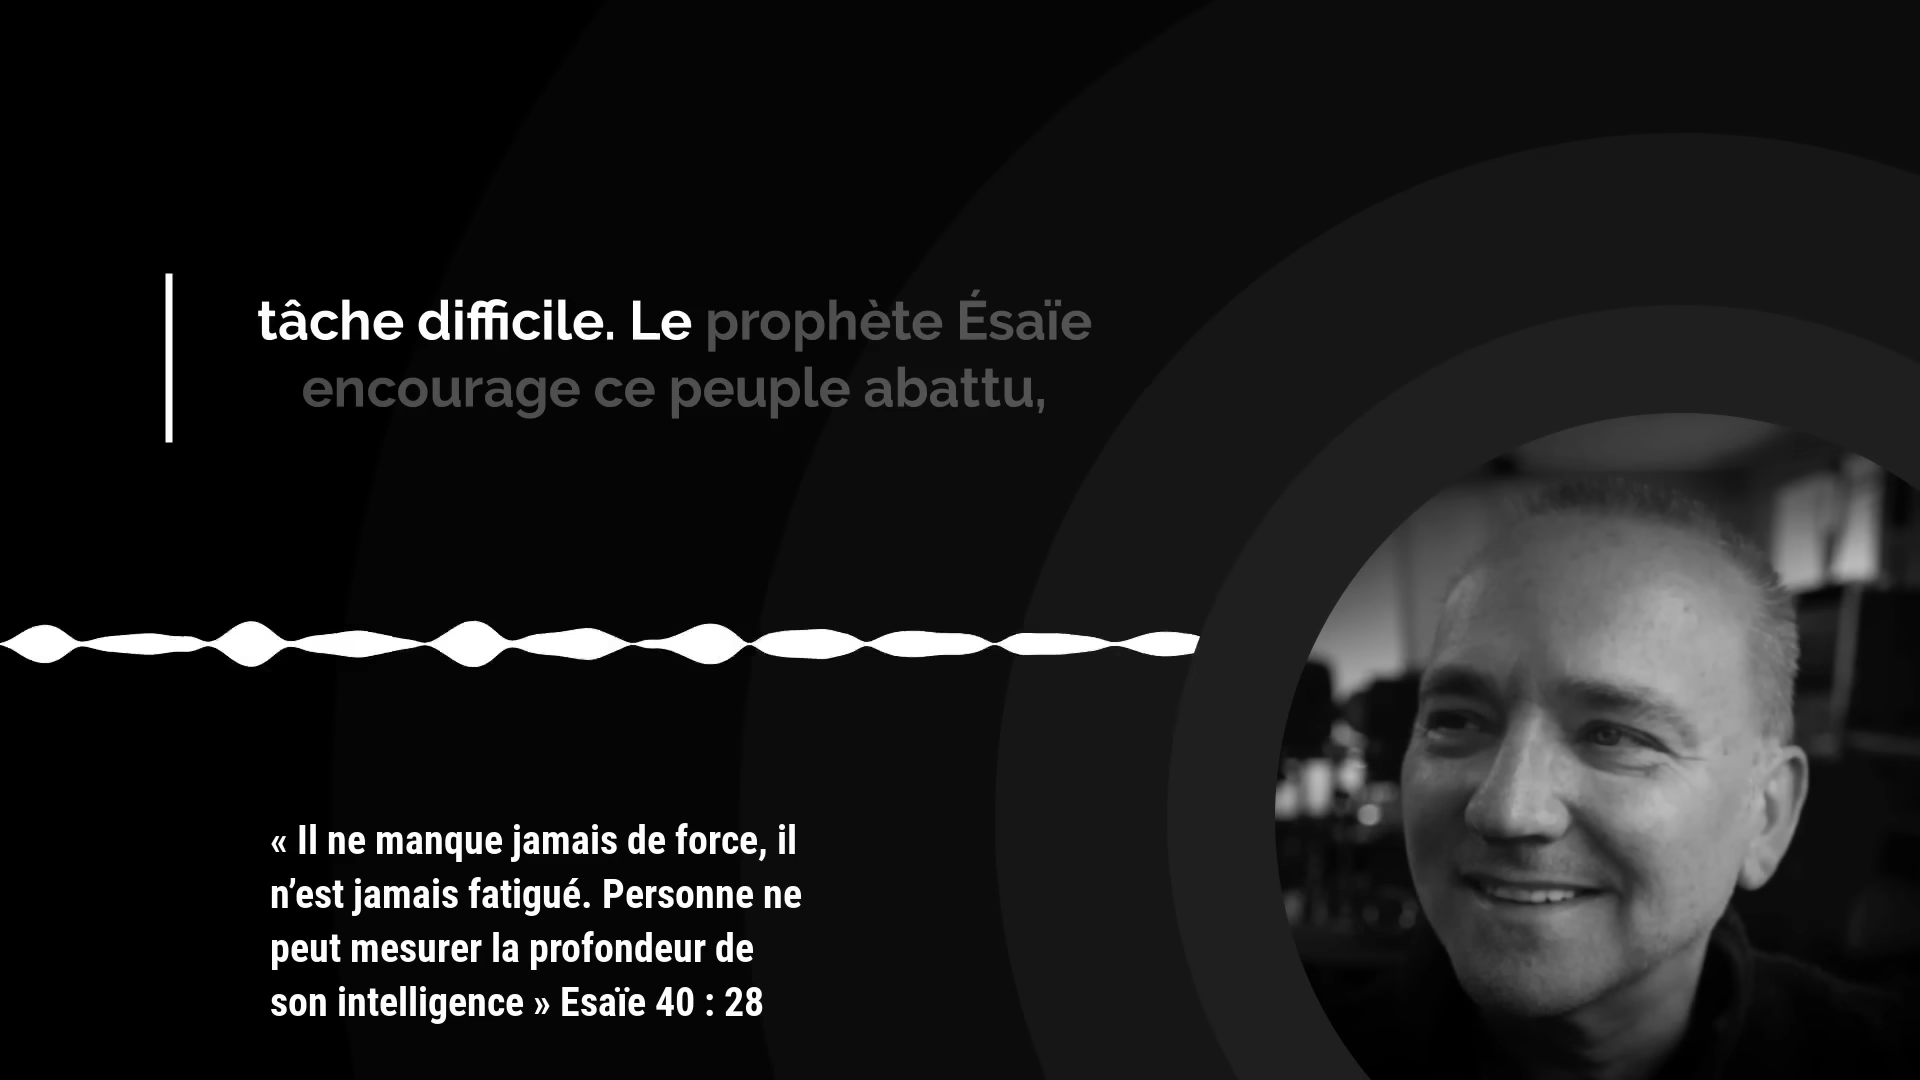 tâche difficile. Le prophète Ésaïe
encourage ce peuple abattu,
« Il ne manque jamais de force, il
n’est jamais fatigué. Personne ne
peut mesurer la profondeur de
son intelligence » Esaïe 40 : 28